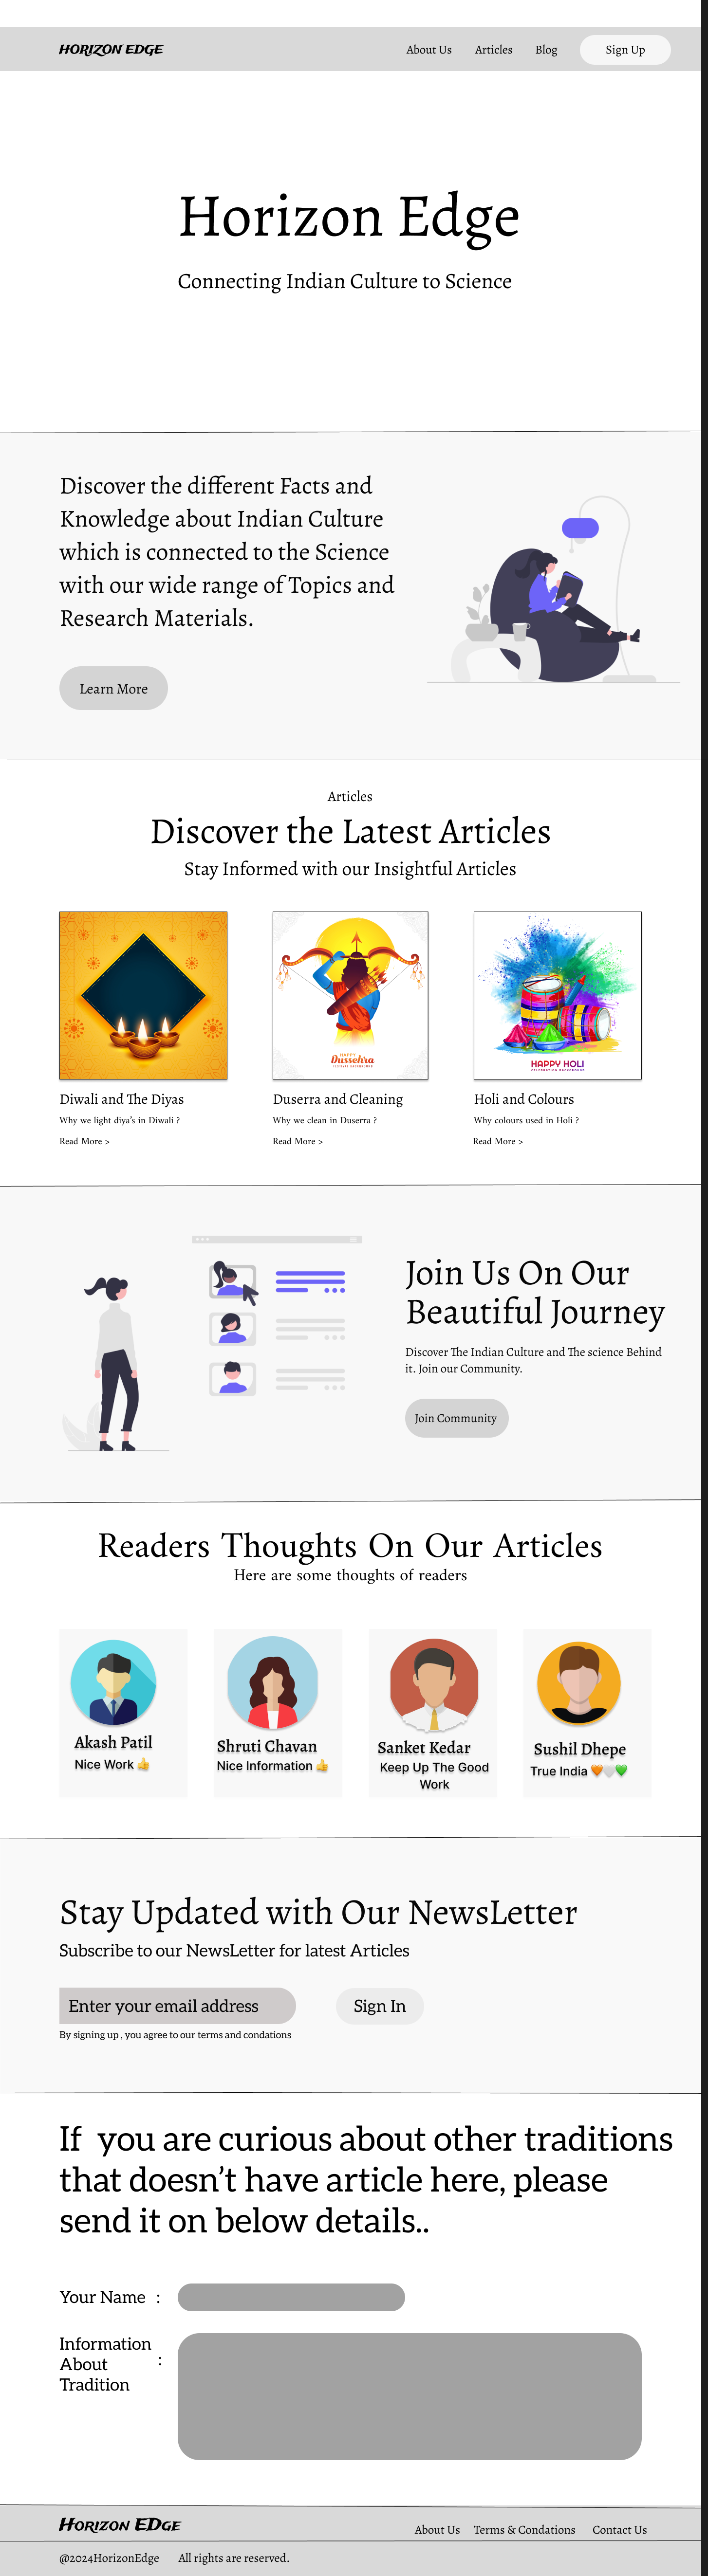 HORIZON EDGE
About Us Articles Blog Sign Up
Horizon Edge
Connecting Indian Culture to Science
Discover the different Facts and
Knowledge about Indian Culture
which is connected to the Science
with our wide range of Topics and
Research Materials.
Learn More
Articles
Discover the Latest Articles
Stay Informed with our Insightful Articles
HAPPY
Dussehra
FESTIVAL BACKGROUND
HAPPY HOLI
CELEBRATION BACKGROUND
Diwali and The Diyas
Why we light diya's in Diwali ?
Read More >
Duserra and Cleaning
Why we clean in Duserra ?
Read More >
Holi and Colours
Why colours used in Holi ?
Read More >
Join Us On Our
Beautiful Journey
Discover The Indian Culture and The science Behind
it. Join our Community.
Join Community
Readers Thoughts On Our Articles
Here are some thoughts of readers
Akash Patil
Nice Work 👍
Shruti Chavan
Nice Information 👍
Sanket Kedar
Keep Up The Good
Work
Sushil Dhepe
True India 🧡🤍💚
Stay Updated with Our NewsLetter
Subscribe to our NewsLetter for latest Articles
Enter your email address
Sign In
By signing up , you agree to our terms and condations
If you are curious about other traditions
that doesn't have article here, please
send it on below details..
Your Name :
Information
About :
Tradition
HORIZON EDGE
About Us Terms & Condations Contact Us
@2024HorizonEdge All rights are reserved.